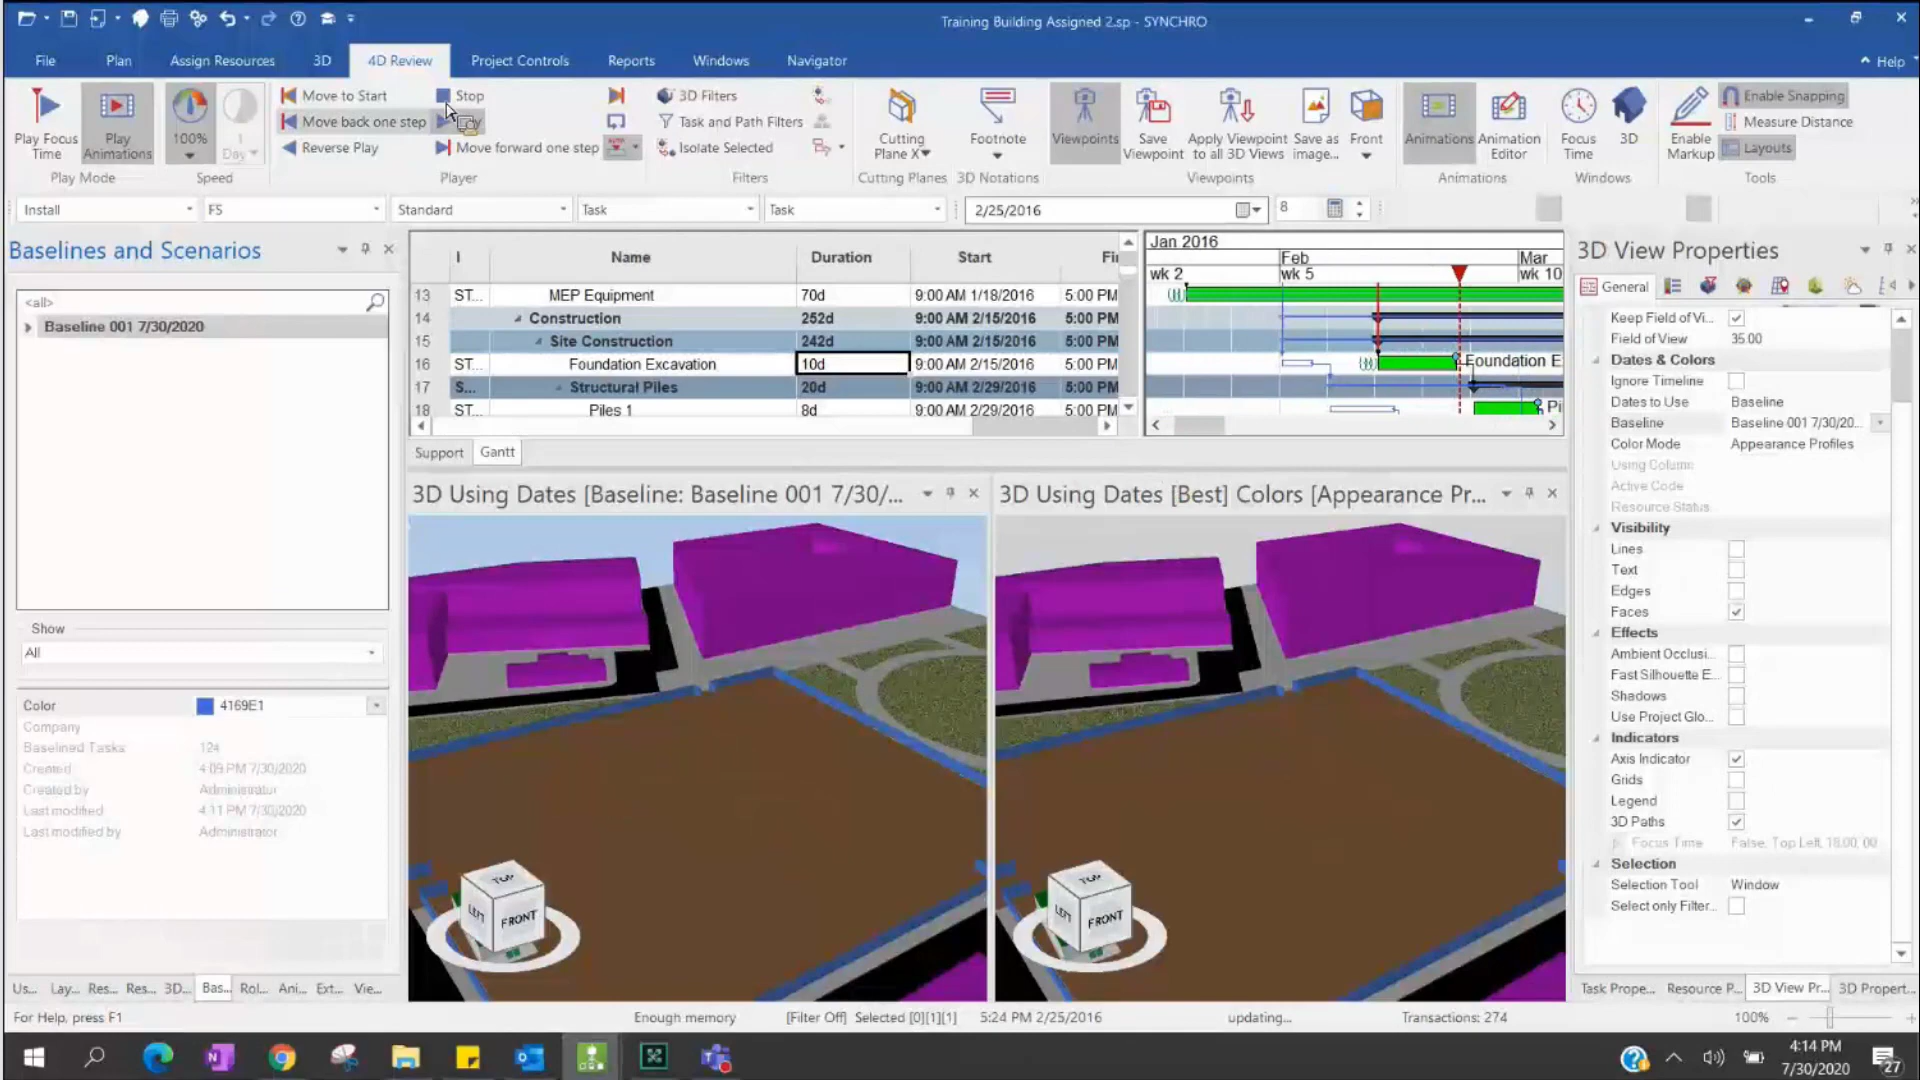 Training Building Assigned 2.sp - SYNCHRO
File
Plan
Assign Resources
3D
4D Review
Project Controls
Reports
Windows
Navigator
Help
Play Focus Time
Play Animations
Play Mode
100%
1 Day
Speed
Move to Start
Move back one step
Reverse Play
Stop
Move forward one step
Player
3D Filters
Task and Path Filters
Isolate Selected
Filters
Cutting Plane X
Cutting Planes
Footnote
3D Notations
Viewpoints
Save Viewpoint
Apply Viewpoint to all 3D Views
Save as image...
Front
Viewpoints
Animations
Animation Editor
Animations
Focus Time
3D
Windows
Enable Markup
Enable Snapping
Measure Distance
Layouts
Tools
Install
FS
Standard
Task
Task
2/25/2016
8
Baselines and Scenarios
<all>
Baseline 001 7/30/2020
Show
All
Color 4169E1
Company
Baselined Tasks 124
Created 4:09 PM 7/30/2020
Created by Administrator
Last modified 4:11 PM 7/30/2020
Last modified by Administrator
Us... Lay... Res... Res... 3D... Bas... Rol... Ani... Ext... Vie...
I Name Duration Start Fi
13 ST... MEP Equipment 70d 9:00 AM 1/18/2016 5:00 PM
14 Construction 252d 9:00 AM 2/15/2016 5:00 PM
15 Site Construction 242d 9:00 AM 2/15/2016 5:00 PM
16 ST... Foundation Excavation 10d 9:00 AM 2/15/2016 5:00 PM
17 S... Structural Piles 20d 9:00 AM 2/29/2016 5:00 PM
18 ST... Piles 1 8d 9:00 AM 2/29/2016 5:00 PM
Support
Gantt
Jan 2016
Feb
Mar
wk 2
wk 5
wk 10
Foundation E
Pi
3D Using Dates [Baseline: Baseline 001 7/30/...
3D Using Dates [Best] Colors [Appearance Pr...
TOP
LEFT
FRONT
TOP
LEFT
FRONT
3D View Properties
General
Keep Field of Vi...
Field of View 35.00
Dates & Colors
Ignore Timeline
Dates to Use Baseline
Baseline Baseline 001 7/30/20...
Color Mode Appearance Profiles
Using Column
Active Code
Resource Status
Visibility
Lines
Text
Edges
Faces
Effects
Ambient Occlusi...
Fast Silhouette E...
Shadows
Use Project Glo...
Indicators
Axis Indicator
Grids
Legend
3D Paths
Focus Time False, Top Left, 18.00, 00
Selection
Selection Tool Window
Select only Filter...
Task Prope... Resource P... 3D View Pr... 3D Propert...
For Help, press F1
Enough memory
[Filter Off] Selected [0][1][1]
5:24 PM 2/25/2016
updating...
Transactions: 274
100%
4:14 PM
7/30/2020
27